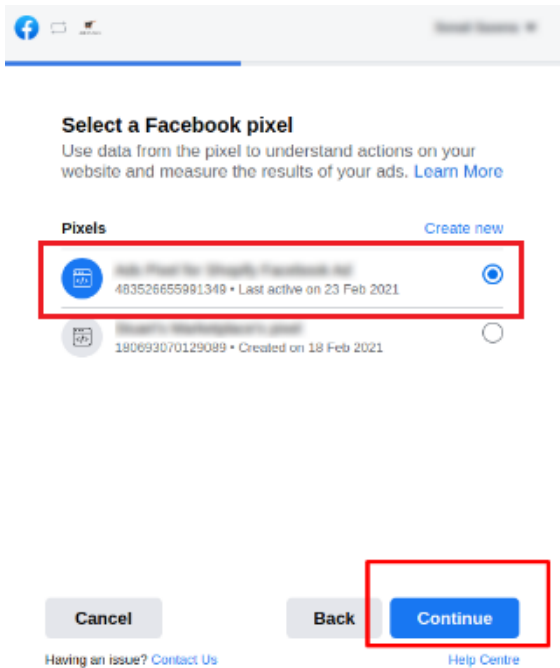 Select a Facebook pixel
Use data from the pixel to understand actions on your
website and measure the results of your ads. Learn More
Pixels Create new
483526655991349 • Last active on 23 Feb 2021
180693070129089 • Created on 18 Feb 2021
Cancel Back Continue
Having an issue? Contact Us Help Centre